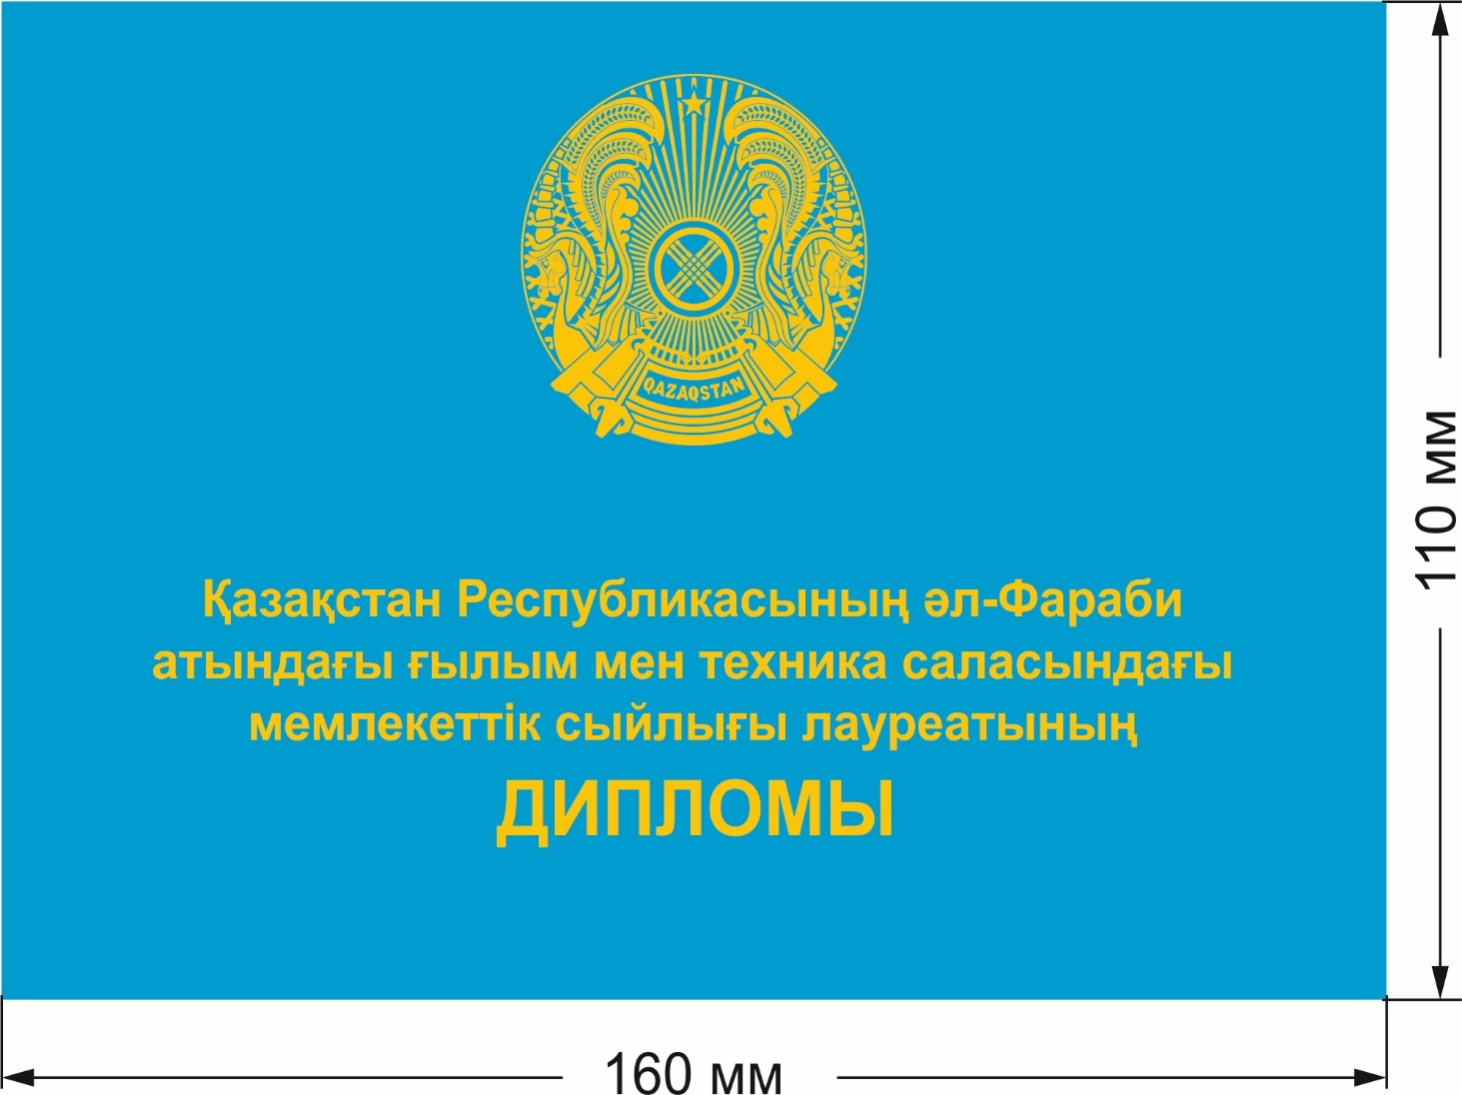 QAZAQSTAN
Қазақстан Республикасының әл-Фараби
атындағы ғылым мен техника саласындағы
мемлекеттік сыйлығы лауреатының
ДИПЛОМЫ
110 мм
160 мм